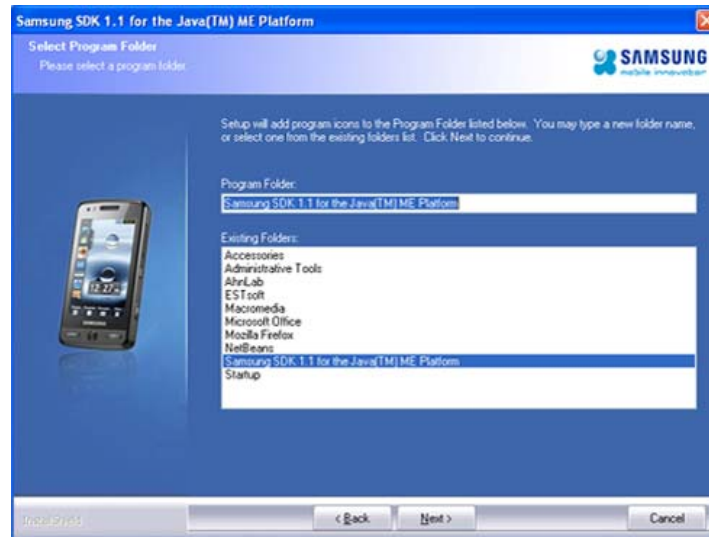 Samsung SDK 1.1 for the Java(TM) ME Platform
Select Program Folder
Please select a program folder.
SAMSUNG
mobile innovator
Setup will add program icons to the Program Folder listed below. You may type a new folder name,
or select one from the existing folders list. Click Next to continue.
Program Folder:
Samsung SDK 1.1 for the Java(TM) ME Platform
Existing Folders:
Accessories
Administrative Tools
AhnLab
ESTsoft
Macromedia
Microsoft Office
Mozilla Firefox
NetBeans
Samsung SDK 1.1 for the Java(TM) ME Platform
Startup
12:27
SAMSUNG
InstallShield
< Back
Next >
Cancel